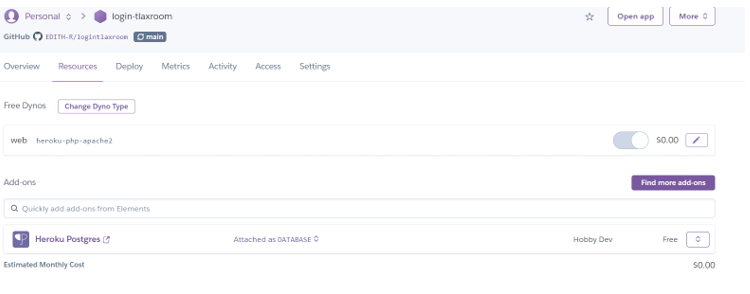 Personal > login-tlaxroom Open app More
GitHub EDITH-R/logintlaxroom main
Overview Resources Deploy Metrics Activity Access Settings
Free Dynos Change Dyno Type
web heroku-php-apache2 $0.00
Add-ons Find more add-ons
Quickly add add-ons from Elements
Heroku Postgres Attached as DATABASE Hobby Dev Free
Estimated Monthly Cost $0.00